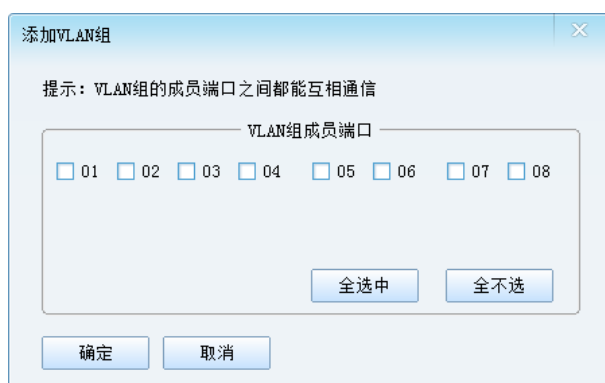 添加VLAN组
提示：VLAN组的成员端口之间都能互相通信
VLAN组成员端口
01 02 03 04 05 06 07 08
全选中 全不选
确定 取消